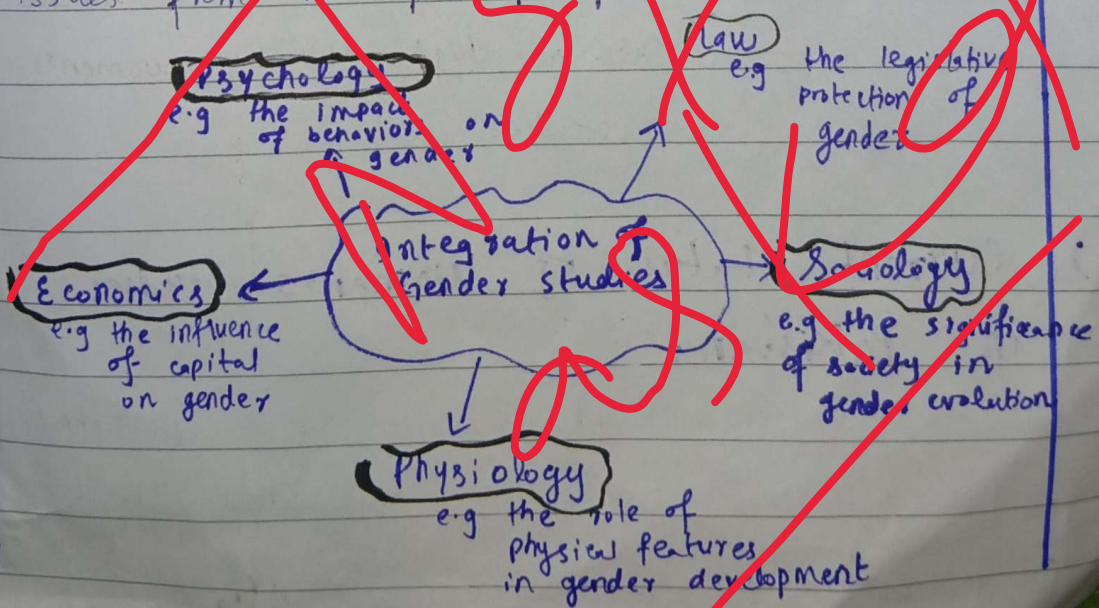 Law
e.g the legislative
protection of
gender
Psychology
e.g the impact
of behaviors on
gender
Integration of
Gender studies
Economics
e.g the influence
of capital
on gender
Sociology
e.g the significance
of society in
gender evolution
Physiology
e.g the role of
physical features
in gender development